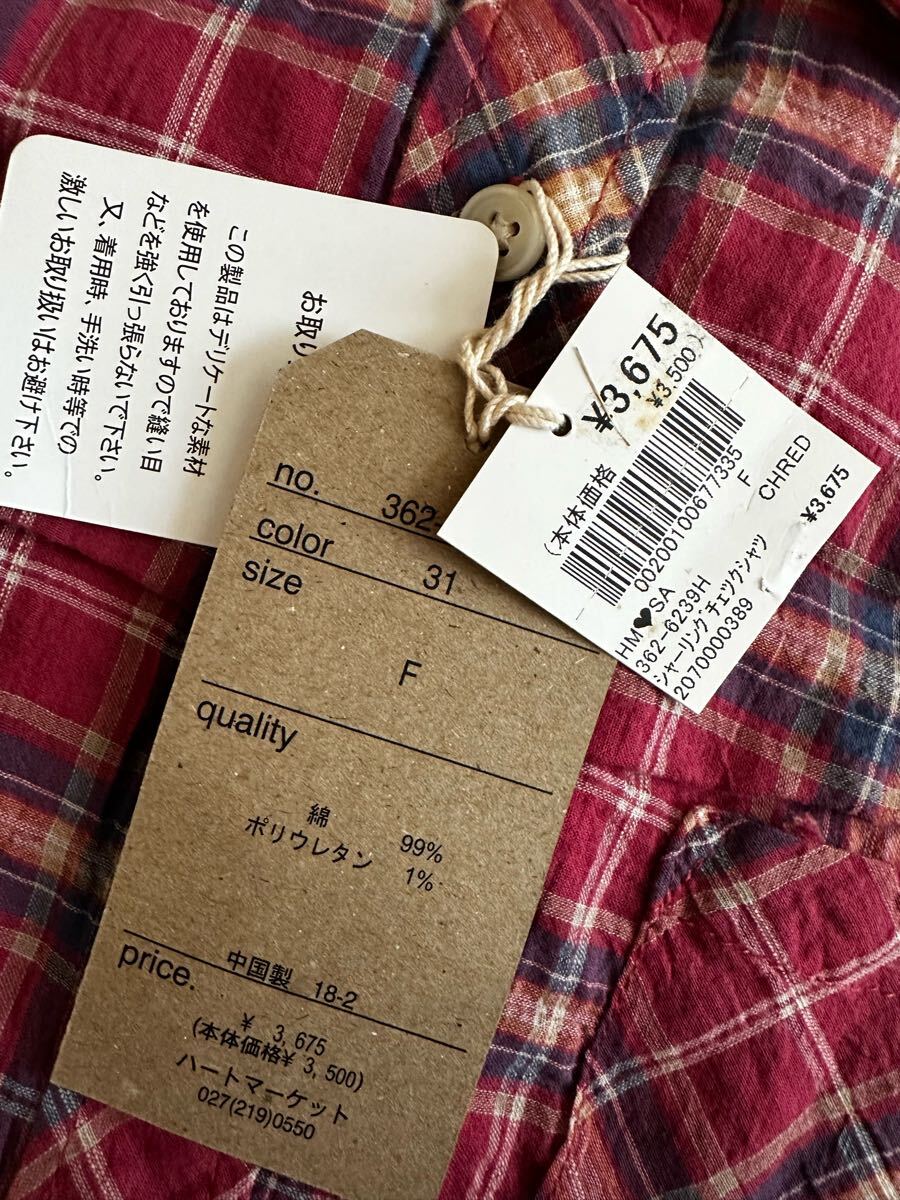 お取り
この製品はデリケートな素材
を使用しておりますので縫い目
などを強く引っ張らないで下さい。
又、着用時、手洗い時等での
激しいお取り扱いはお避け下さい。
no. 362-
color 31
size
F
quality
綿 99%
ポリウレタン 1%
中国製 18-2
price.
¥ 3,675
(本体価格¥ 3,500)
ハートマーケット
027(219)0550
¥3,675
(本体価格 ¥3,500)
00200100677335
F CHRED
HM♥SA
362-6239H
シャーリングチェックシャツ
2070000389 ¥3,675